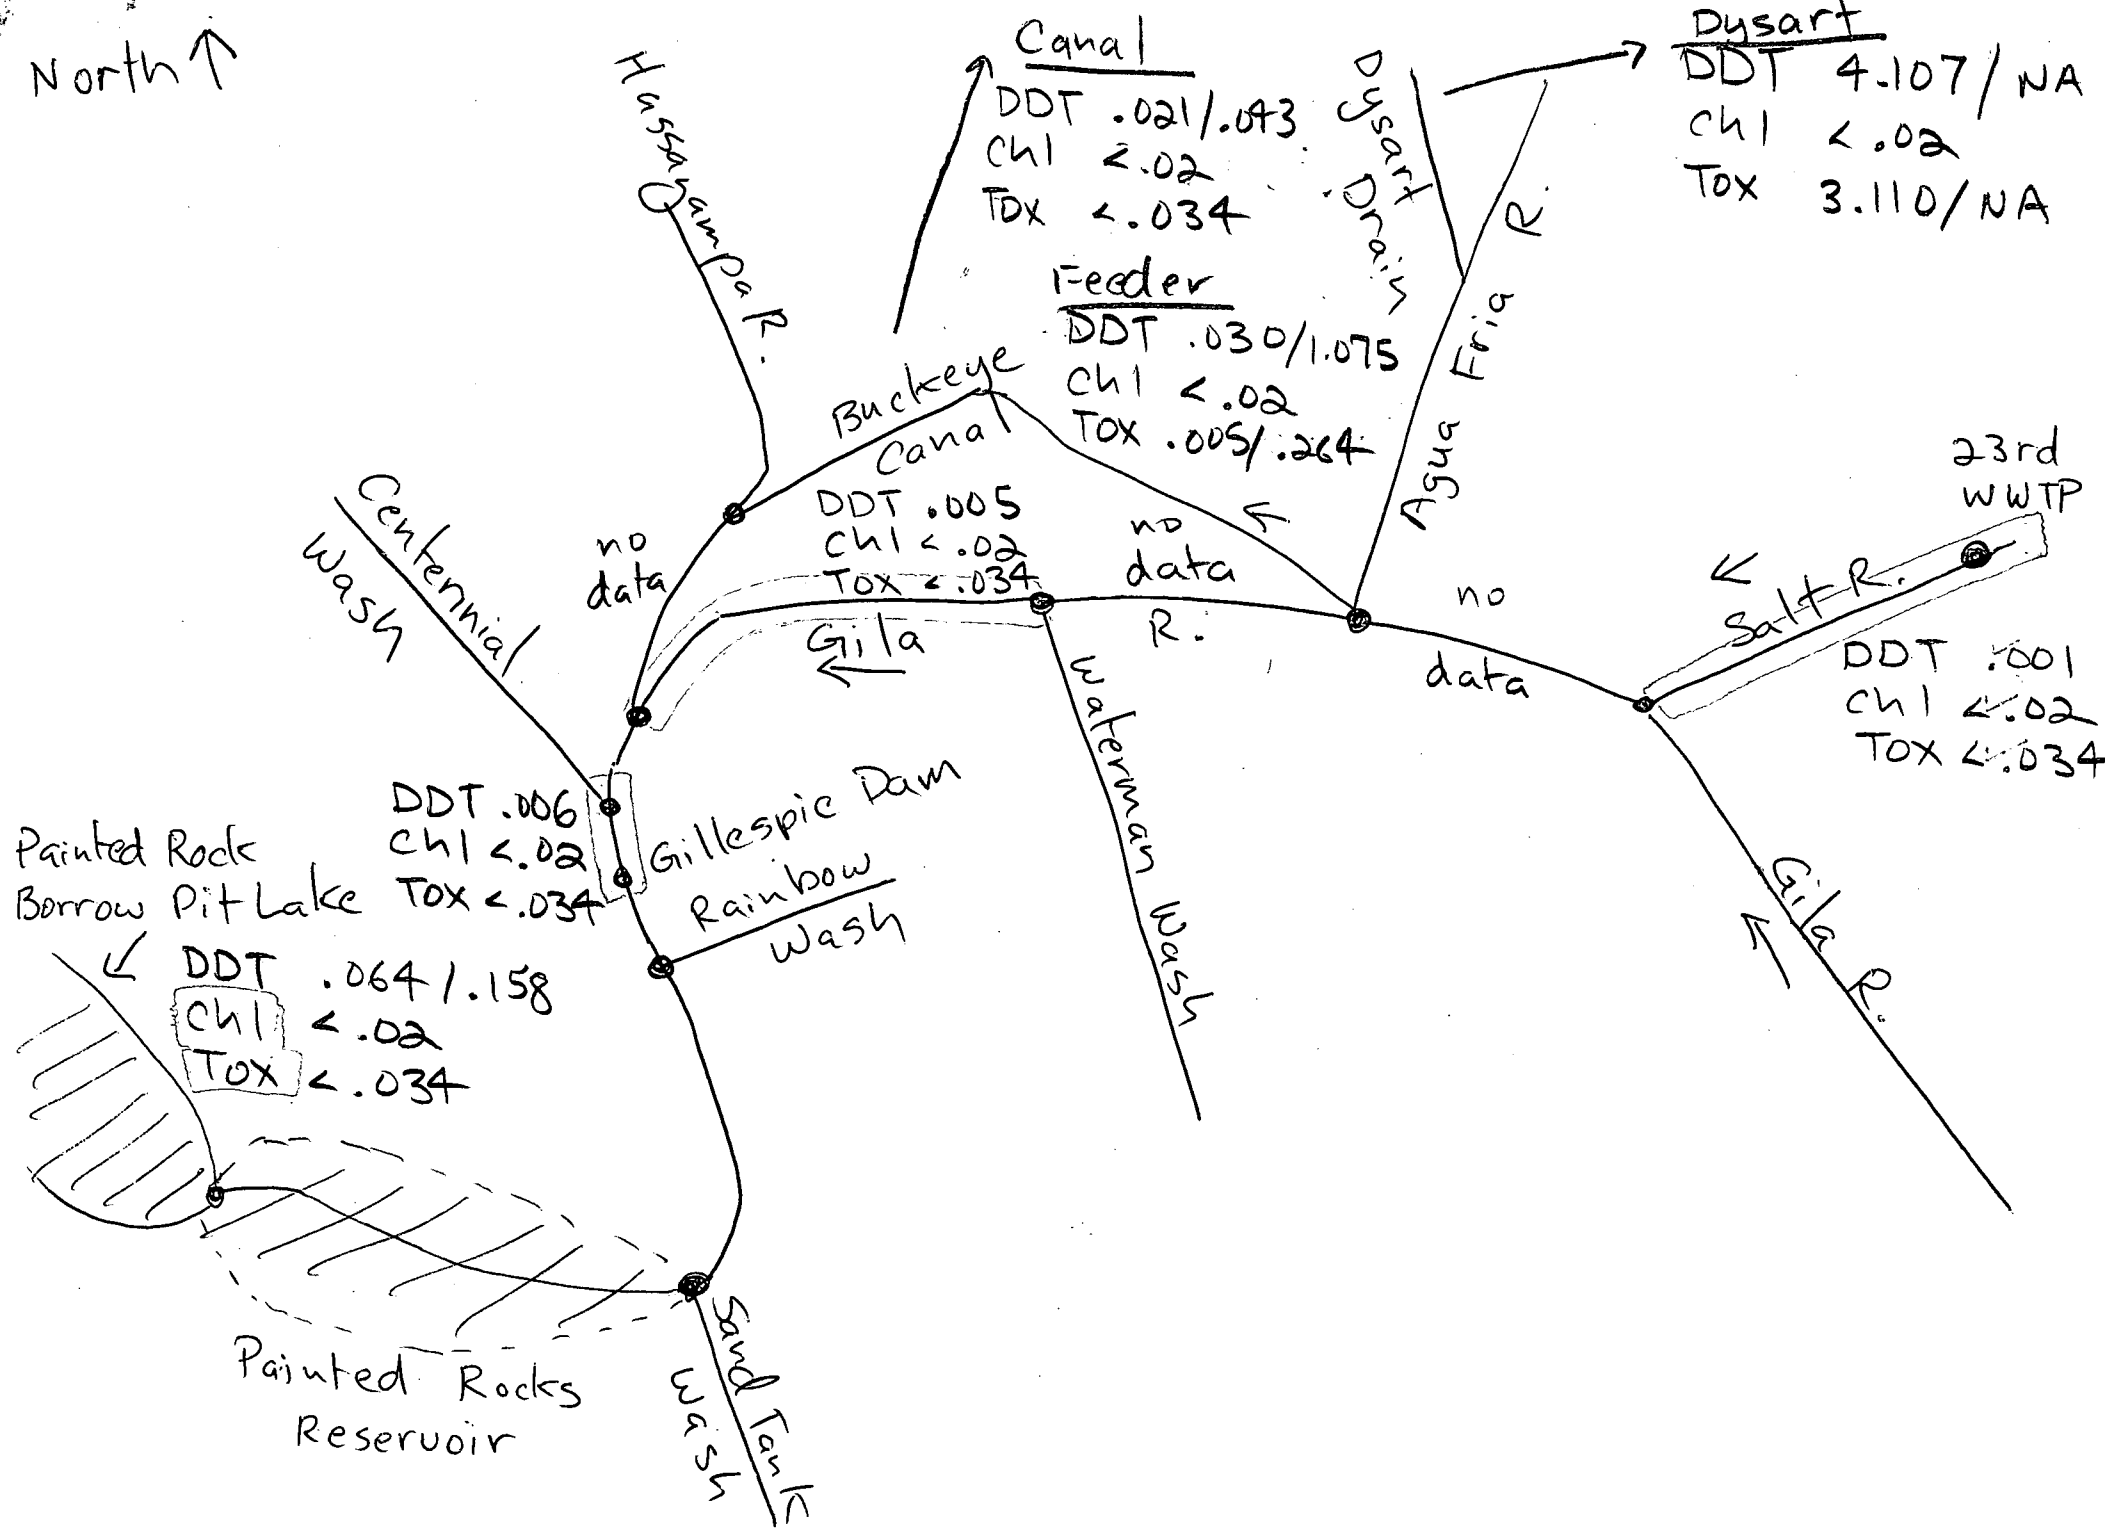 North ↑
Hassayampa R.
Canal
DDT .021/.043
Chl <.02
Tox <.034
Dysart
Drain
Dysart
DDT 4.107/NA
Chl <.02
Tox 3.110/NA
Feeder
DDT .030/1.075
Chl <.02
Tox .005/.264
Agua Fria R.
Buckeye
Canal
23rd
WWTP
Centennial
Wash
no
data
DDT .005
Chl <.02
Tox <.034
no
data
no
data
Salt R.
DDT .001
Chl <.02
Tox <.034
Gila
R.
Waterman Wash
Gila R.
DDT .006
Chl <.02
Tox <.034
Gillespie Dam
Rainbow
Wash
Painted Rock
Borrow Pit Lake
DDT .064/.158
Chl <.02
Tox <.034
Painted Rocks
Reservoir
Sand Tank
Wash